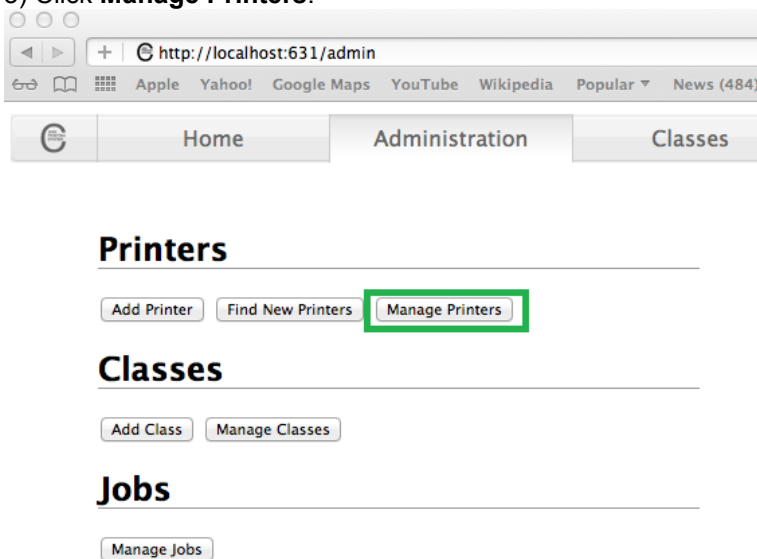 Click Manage Printers.
http://localhost:631/admin
Apple Yahoo! Google Maps YouTube Wikipedia Popular News (484)
Home Administration Classes
Printers
Add Printer Find New Printers Manage Printers
Classes
Add Class Manage Classes
Jobs
Manage Jobs